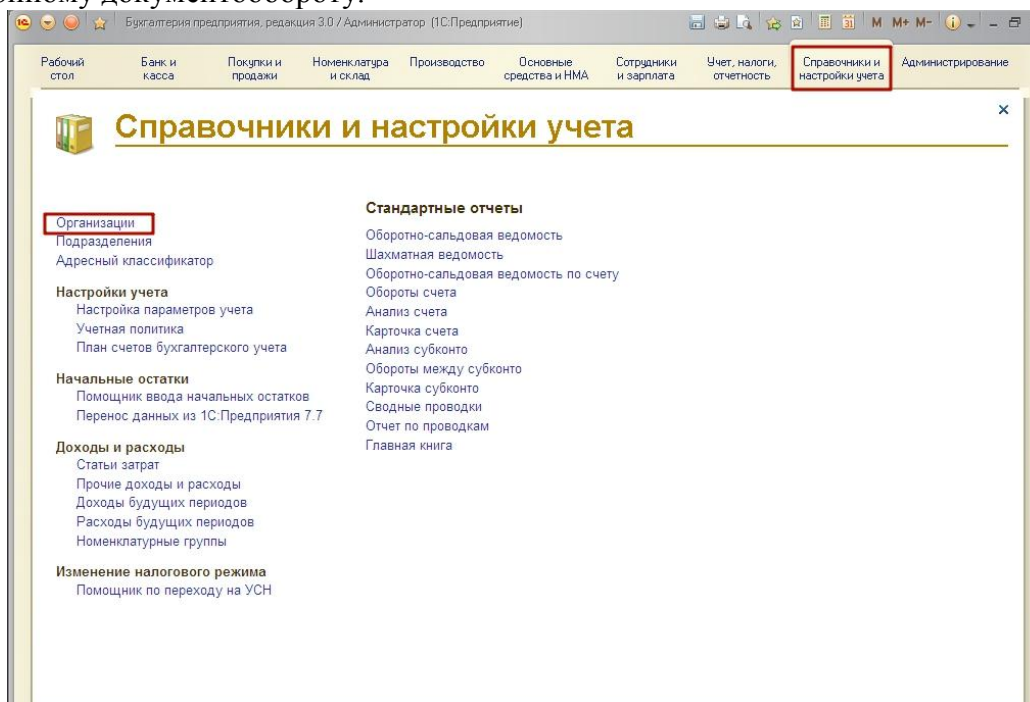 нному документообороту.
1С Бухгалтерия предприятия, редакция 3.0 / Администратор (1С:Предприятие) 31 M M+ M-
Рабочий стол
Банк и касса
Покупки и продажи
Номенклатура и склад
Производство
Основные средства и НМА
Сотрудники и зарплата
Учет, налоги, отчетность
Справочники и настройки учета
Администрирование
Справочники и настройки учета
Организации
Подразделения
Адресный классификатор
Настройки учета
Настройка параметров учета
Учетная политика
План счетов бухгалтерского учета
Начальные остатки
Помощник ввода начальных остатков
Перенос данных из 1С:Предприятия 7.7
Доходы и расходы
Статьи затрат
Прочие доходы и расходы
Доходы будущих периодов
Расходы будущих периодов
Номенклатурные группы
Изменение налогового режима
Помощник по переходу на УСН
Стандартные отчеты
Оборотно-сальдовая ведомость
Шахматная ведомость
Оборотно-сальдовая ведомость по счету
Обороты счета
Анализ счета
Карточка счета
Анализ субконто
Обороты между субконто
Карточка субконто
Сводные проводки
Отчет по проводкам
Главная книга